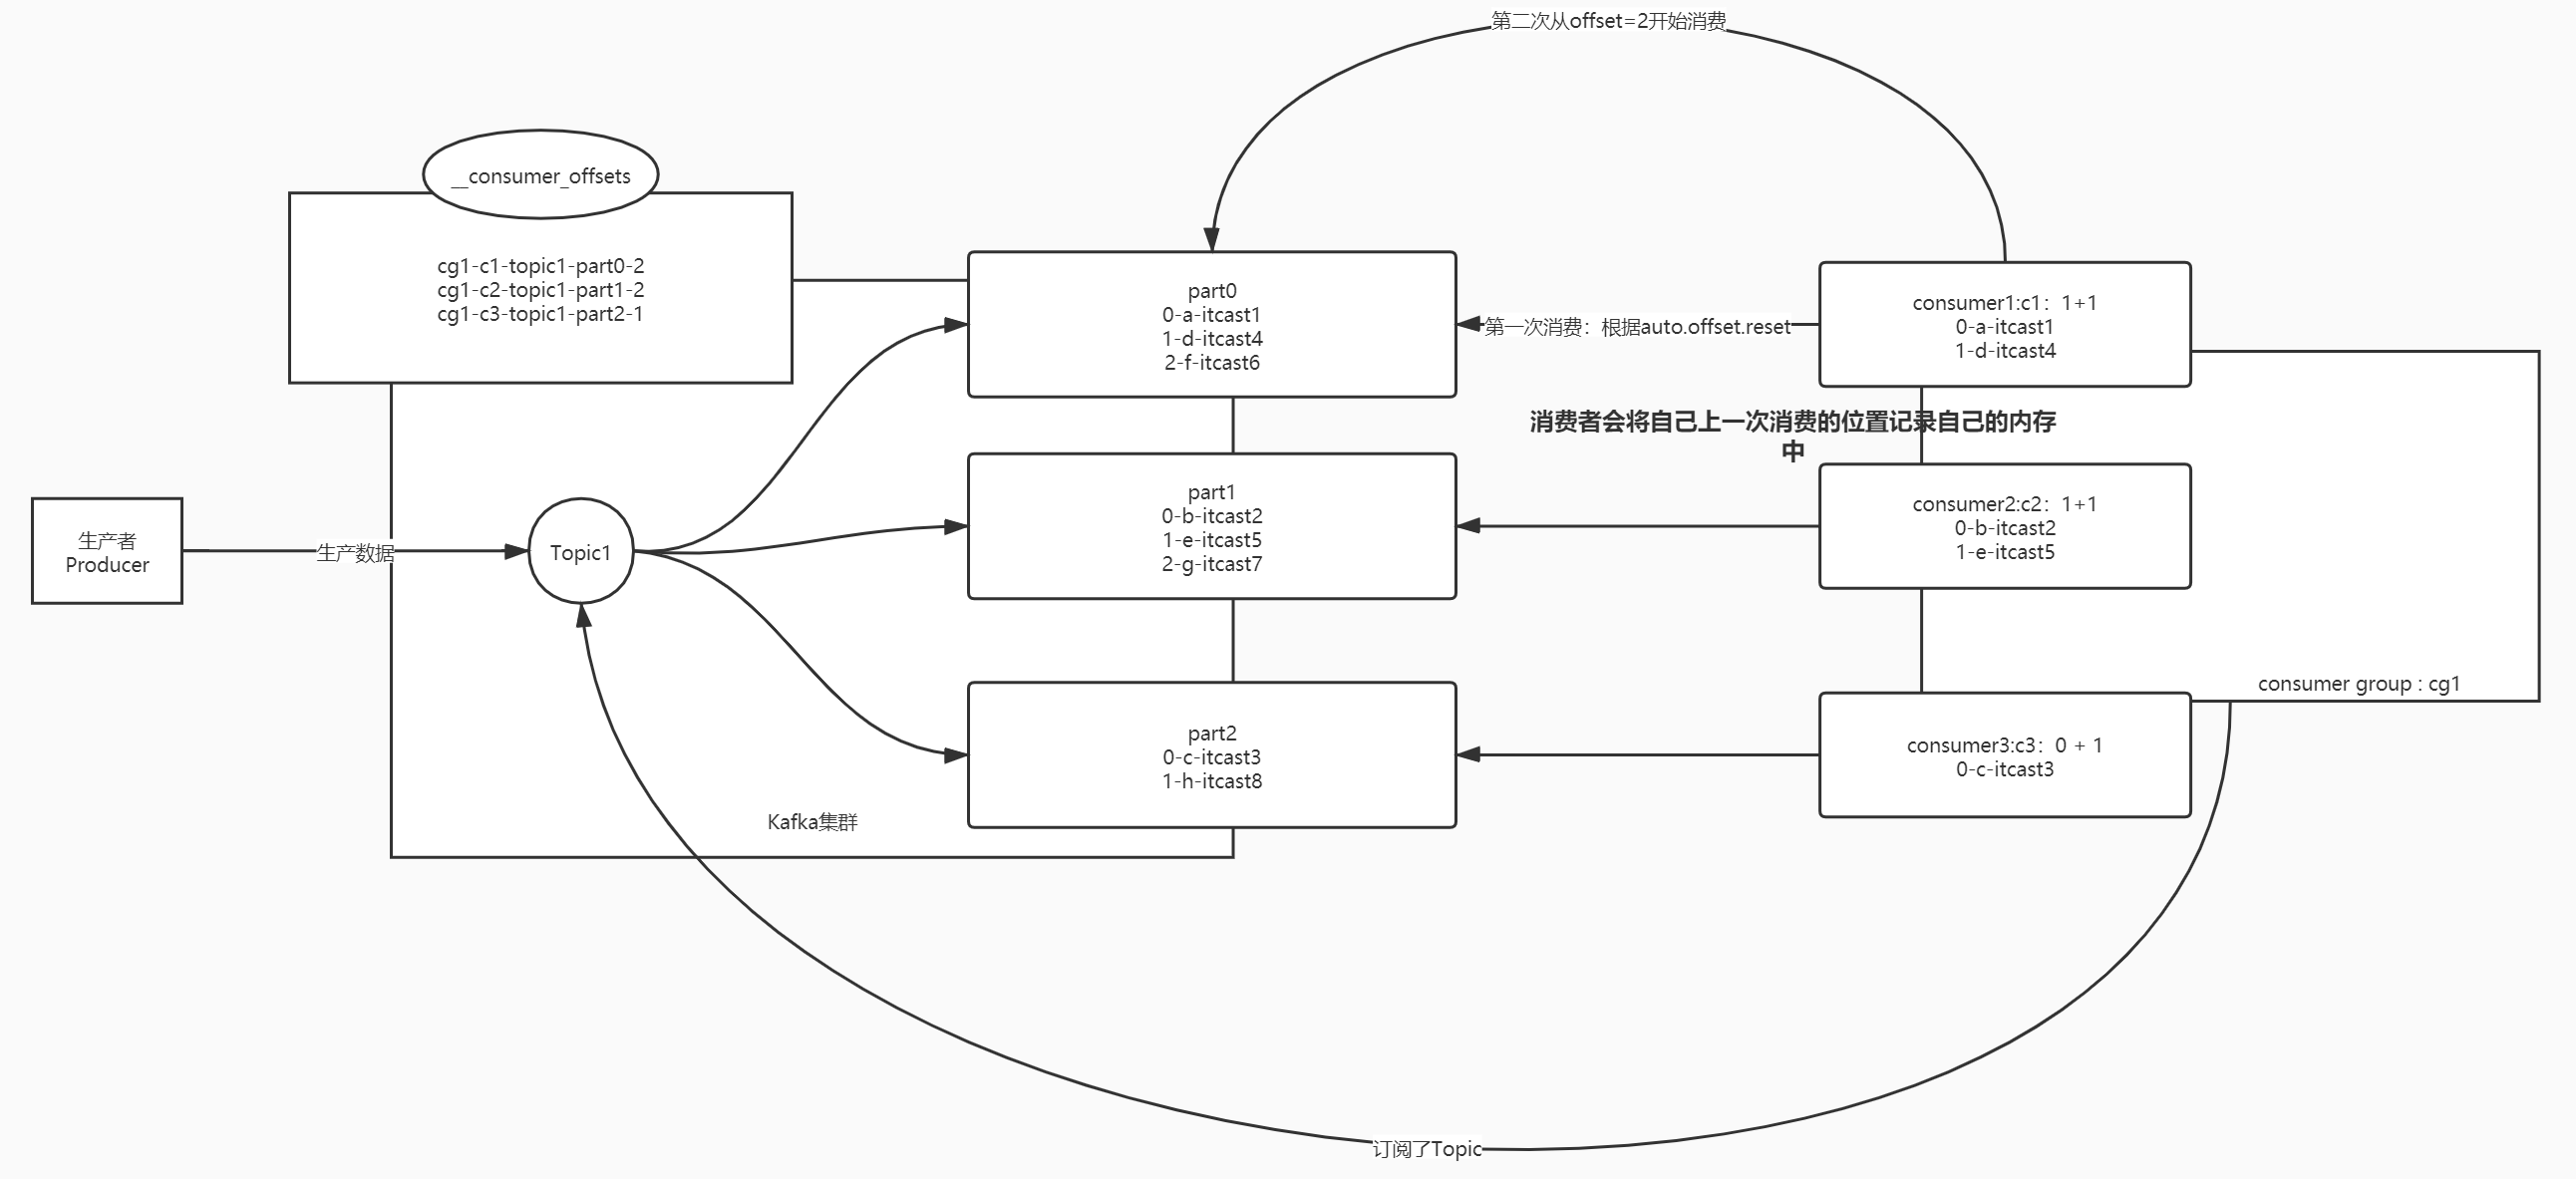 第二次从offset=2开始消费
__consumer_offsets
cg1-c1-topic1-part0-2
cg1-c2-topic1-part1-2
cg1-c3-topic1-part2-1
生产者
Producer
生产数据
Topic1
Kafka集群
part0
0-a-itcast1
1-d-itcast4
2-f-itcast6
part1
0-b-itcast2
1-e-itcast5
2-g-itcast7
part2
0-c-itcast3
1-h-itcast8
第一次消费：根据auto.offset.reset
消费者会将自己上一次消费的位置记录自己的内存
中
consumer1:c1：1+1
0-a-itcast1
1-d-itcast4
consumer2:c2：1+1
0-b-itcast2
1-e-itcast5
consumer3:c3：0 + 1
0-c-itcast3
consumer group : cg1
订阅了Topic